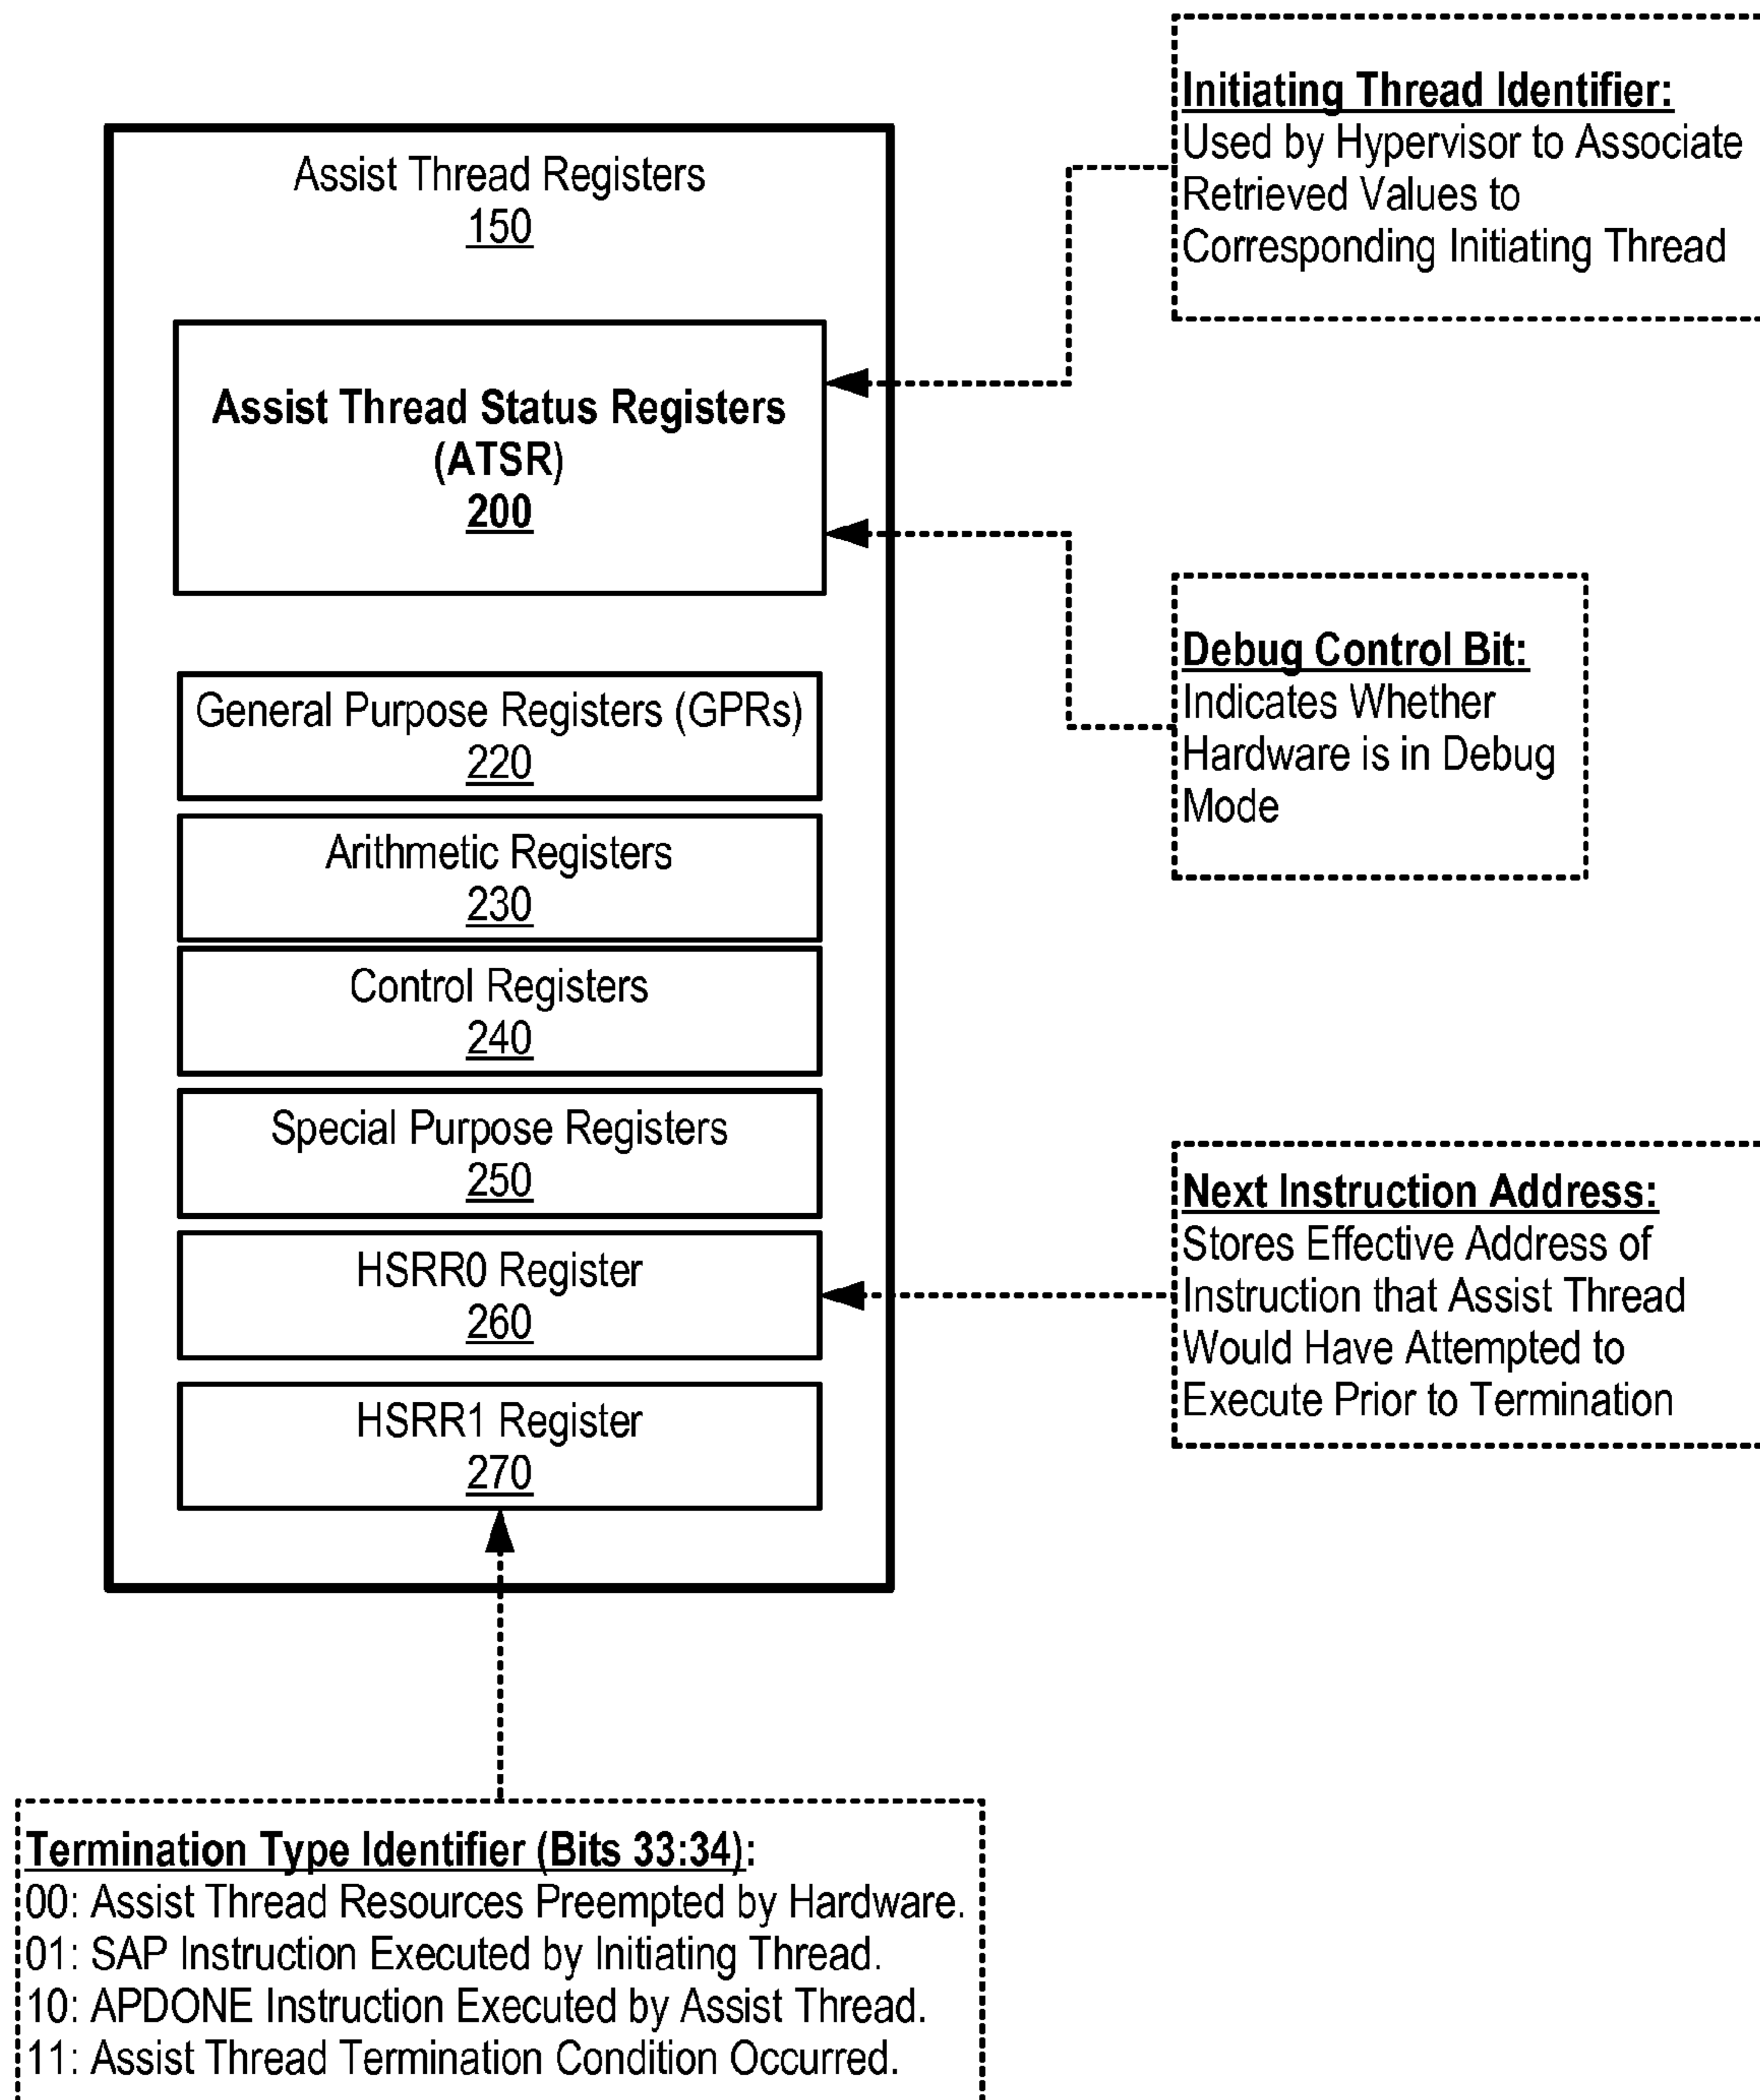 Assist Thread Registers
150
Assist Thread Status Registers
(ATSR)
200
General Purpose Registers (GPRs)
220
Arithmetic Registers
230
Control Registers
240
Special Purpose Registers
250
HSRR0 Register
260
HSRR1 Register
270
Initiating Thread Identifier:
Used by Hypervisor to Associate
Retrieved Values to
Corresponding Initiating Thread
Debug Control Bit:
Indicates Whether
Hardware is in Debug
Mode
Next Instruction Address:
Stores Effective Address of
Instruction that Assist Thread
Would Have Attempted to
Execute Prior to Termination
Termination Type Identifier (Bits 33:34):
00: Assist Thread Resources Preempted by Hardware.
01: SAP Instruction Executed by Initiating Thread.
10: APDONE Instruction Executed by Assist Thread.
11: Assist Thread Termination Condition Occurred.